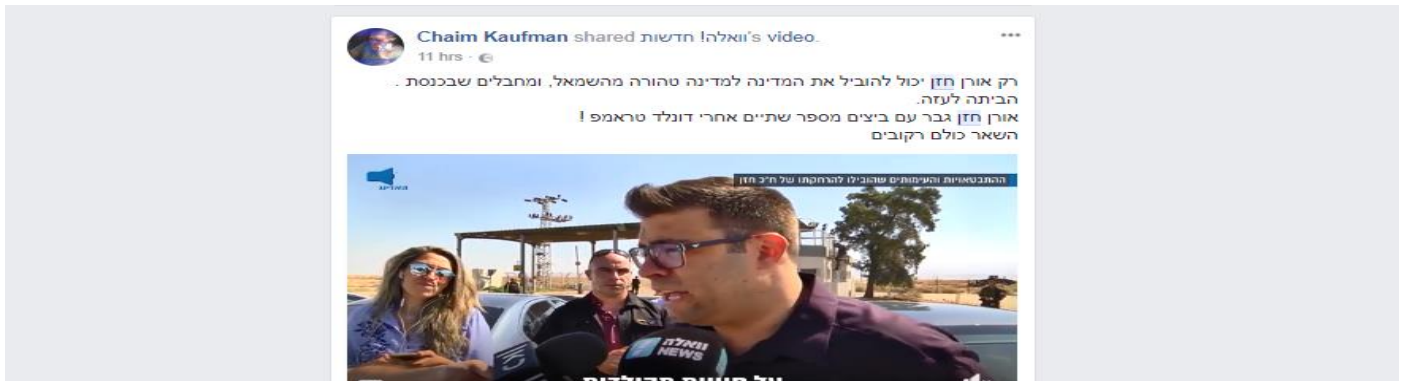 Chaim Kaufman shared וואלה! חדשות's video.
11 hrs ·
רק אורן חזן יכול להוביל את המדינה למדינה טהורה מהשמאל, ומחבלים שבכנסת .
הביתה לעזה.
אורן חזן גבר עם ביצים מספר שתיים אחרי דונלד טראמפ !
השאר כולם רקובים
ההתבטאויות והעימותים שהובילו להרחקתו של ח"כ חזן
כאן
וואלה
NEWS